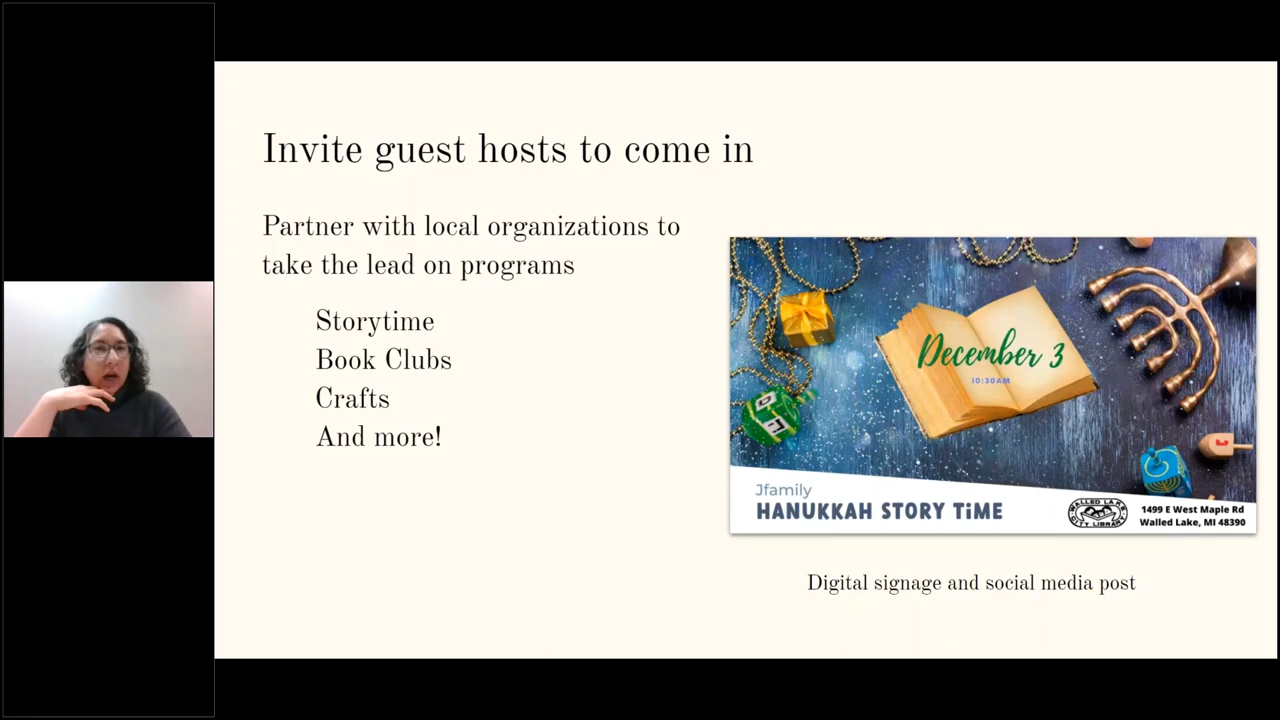 Invite guest hosts to come in
Partner with local organizations to
take the lead on programs
Storytime
Book Clubs
Crafts
And more!
December 3
10:30AM
Jfamily
HANUKKAH STORY TiME
WALLED LAKE
CITY LIBRARY
1499 E West Maple Rd
Walled Lake, MI 48390
Digital signage and social media post